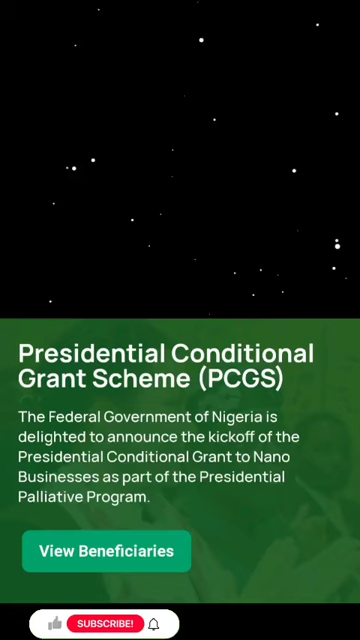 Presidential Conditional
Grant Scheme (PCGS)
The Federal Government of Nigeria is
delighted to announce the kickoff of the
Presidential Conditional Grant to Nano
Businesses as part of the Presidential
Palliative Program.
View Beneficiaries
SUBSCRIBE!